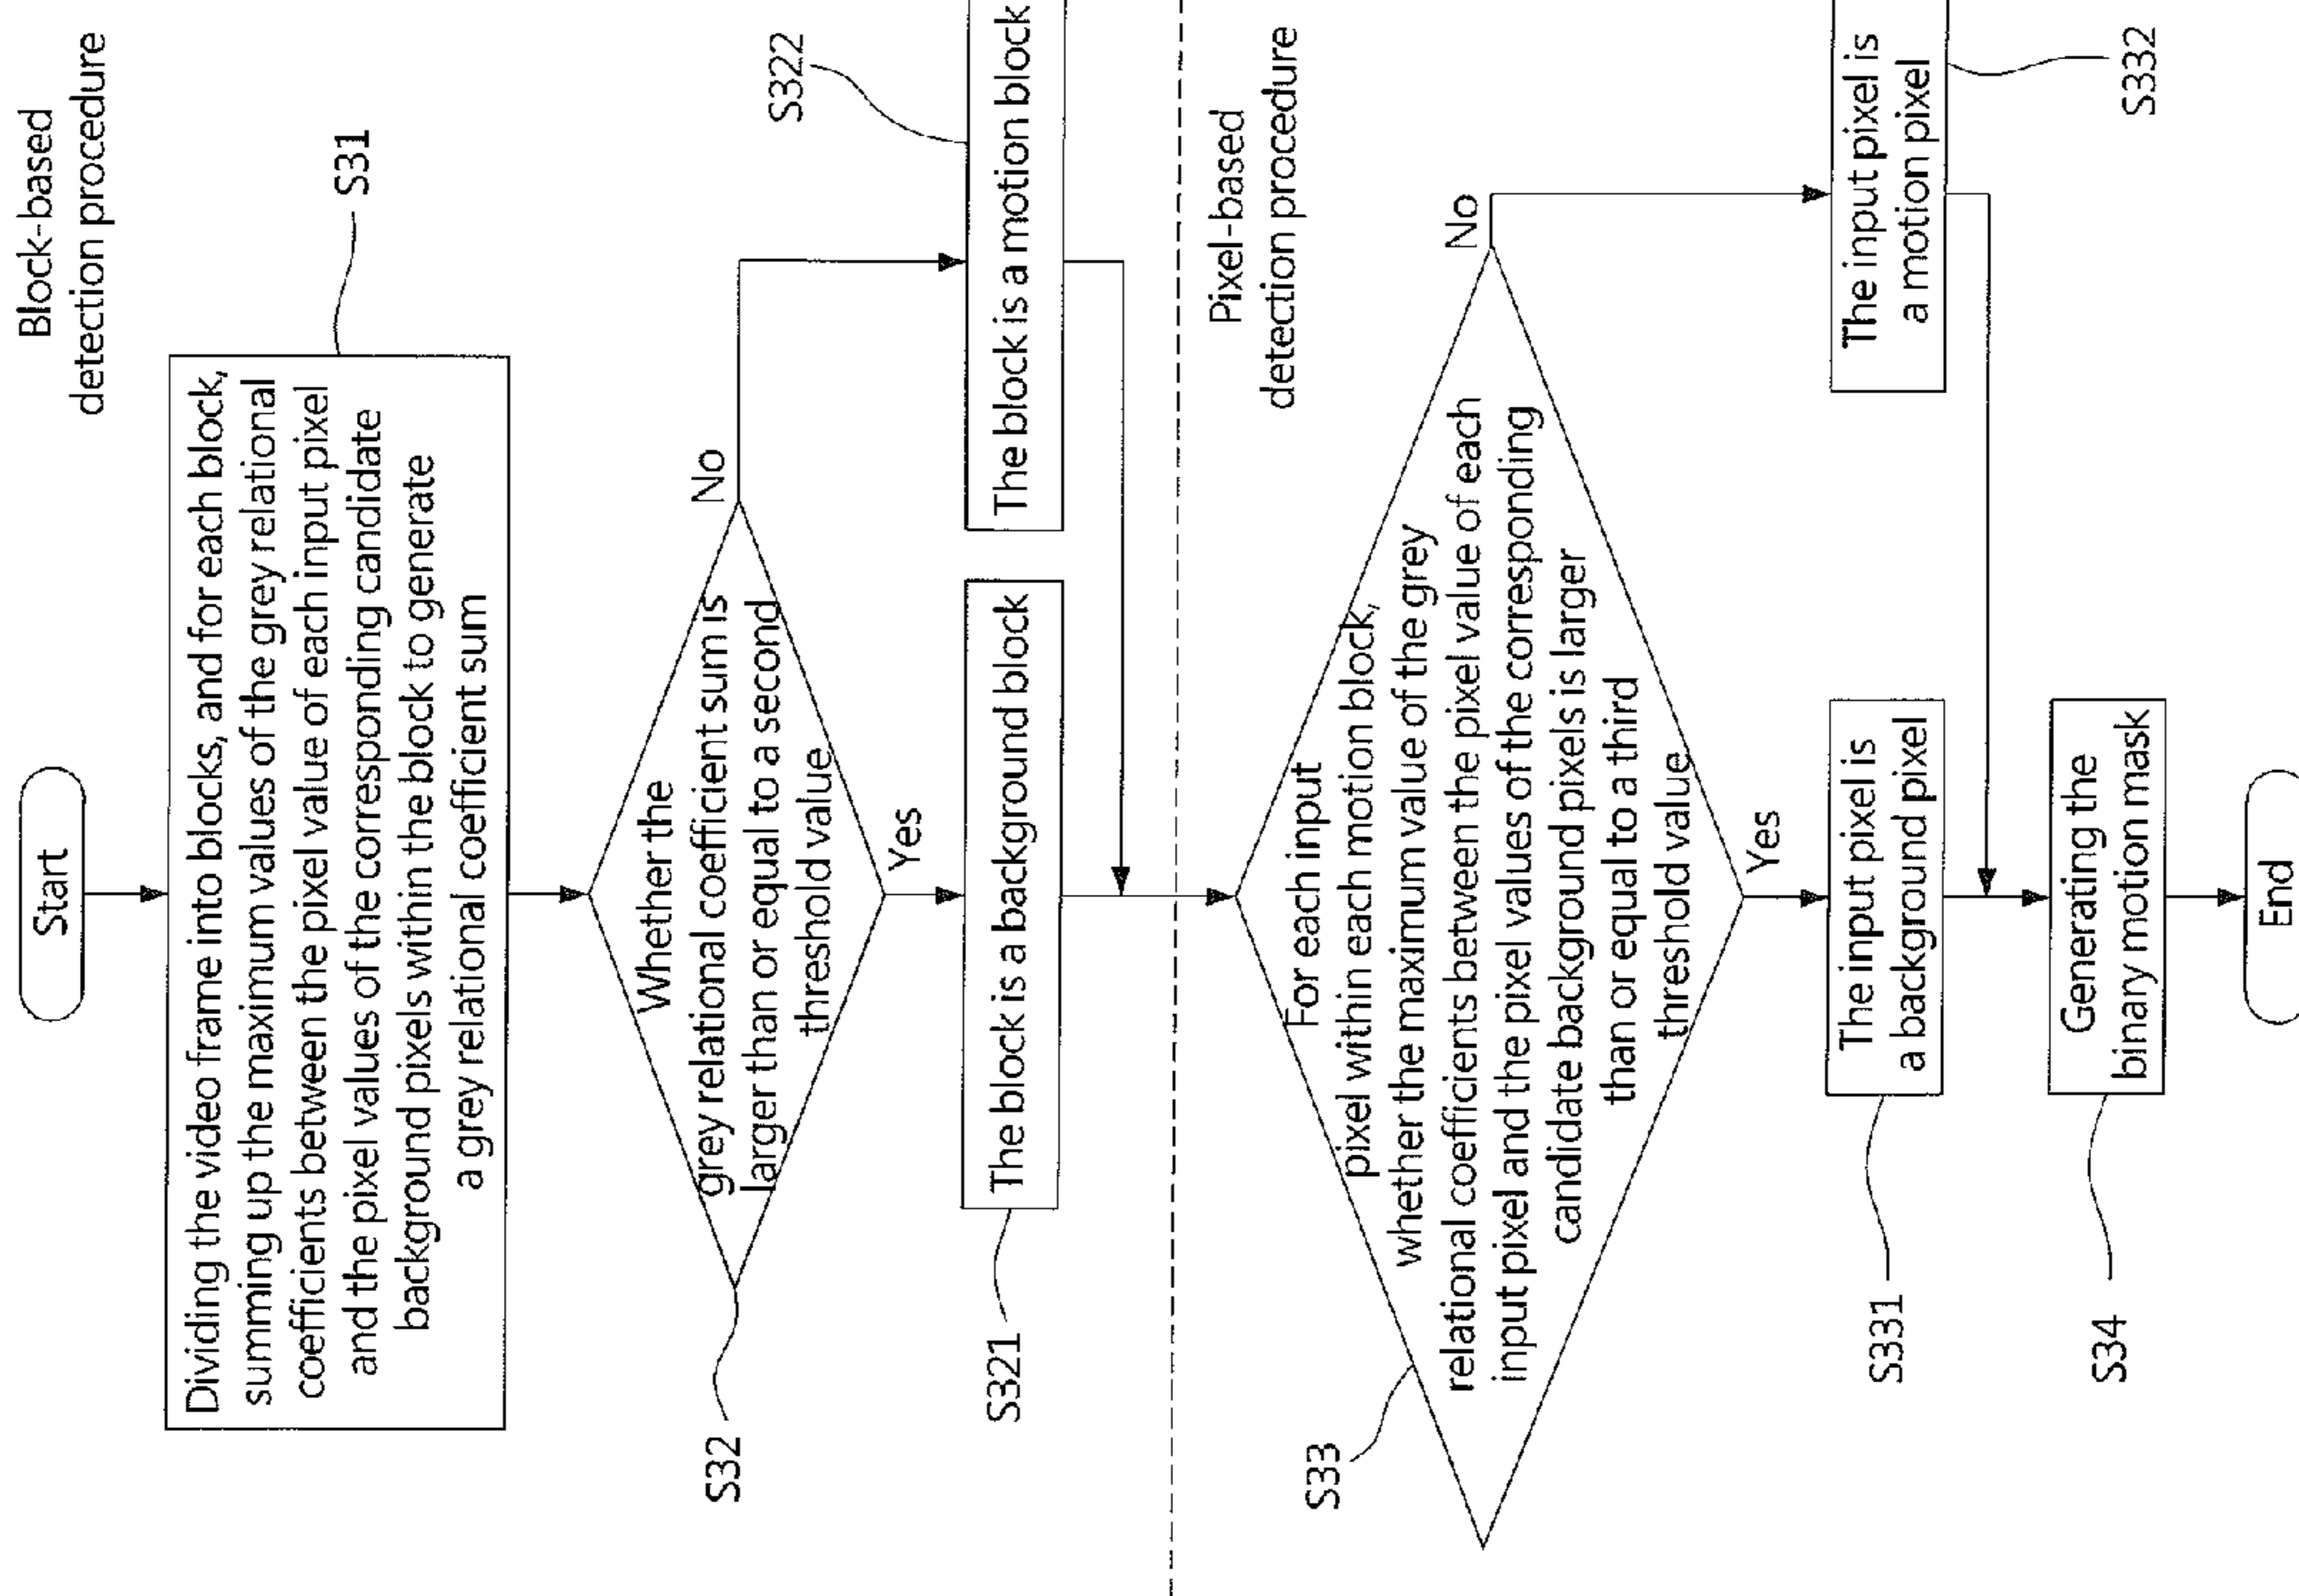 Block-based
detection procedure
Start
S31
Dividing the video frame into blocks, and for each block,
summing up the maximum values of the grey relational
coefficients between the pixel value of each input pixel
and the pixel values of the corresponding candidate
background pixels within the block to generate
a grey relational coefficient sum
S32
Whether the
grey relational coefficient sum is
larger than or equal to a second
threshold value
No
Yes
S322
The block is a motion block
S321
The block is a background block
Pixel-based
detection procedure
S33
For each input
pixel within each motion block,
whether the maximum value of the grey
relational coefficients between the pixel value of each
input pixel and the pixel values of the corresponding
candidate background pixels is larger
than or equal to a third
threshold value
No
Yes
The input pixel is
a motion pixel
S332
S331
The input pixel is
a background pixel
S34
Generating the
binary motion mask
End